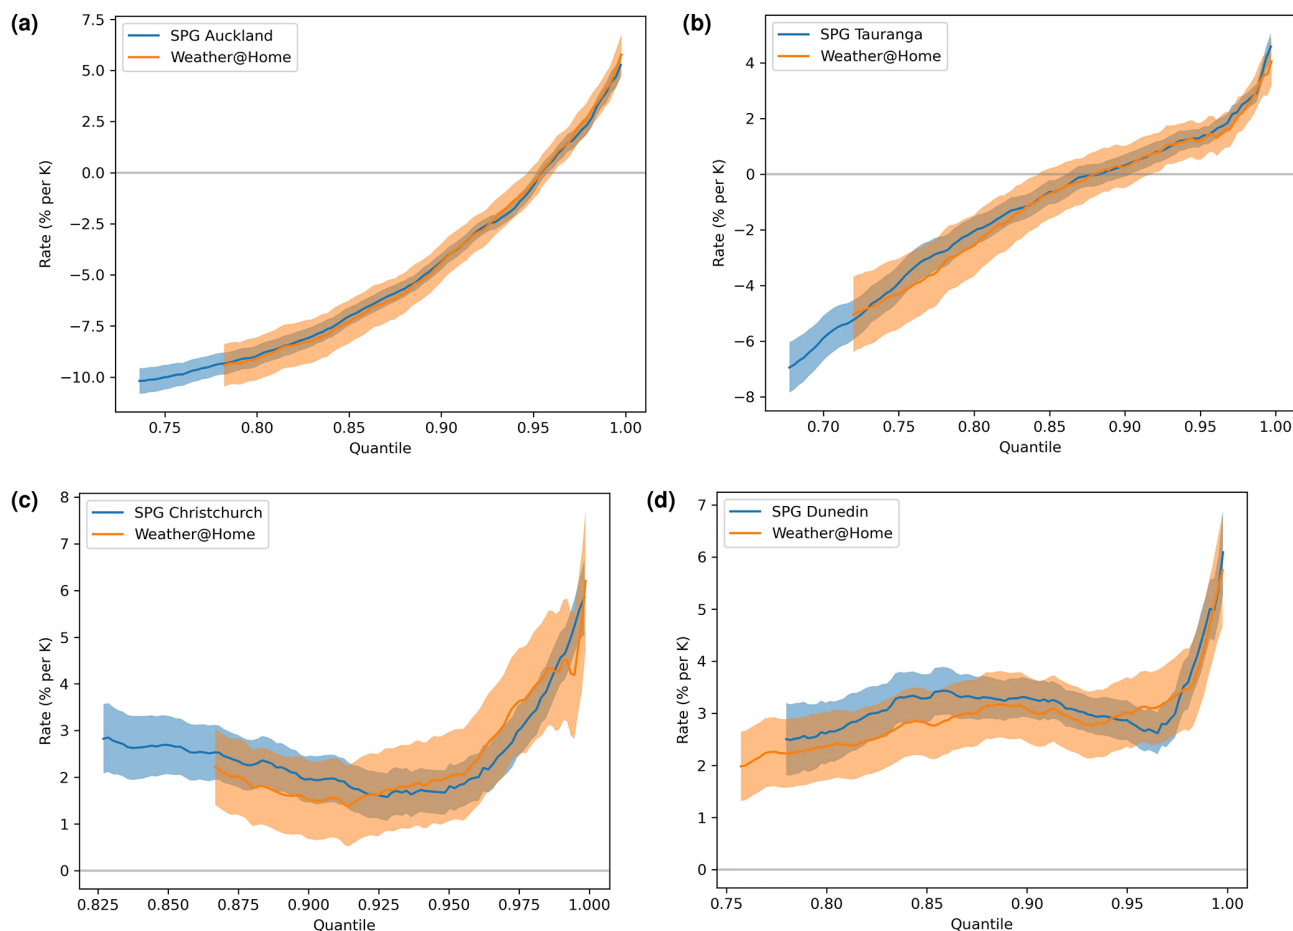 (a)
SPG Auckland
Weather@Home
Rate (% per K)
7.5
5.0
2.5
0.0
−2.5
−5.0
−7.5
−10.0
0.75 0.80 0.85 0.90 0.95 1.00
Quantile
(b)
SPG Tauranga
Weather@Home
Rate (% per K)
4
2
0
−2
−4
−6
−8
0.70 0.75 0.80 0.85 0.90 0.95 1.00
Quantile
(c)
SPG Christchurch
Weather@Home
Rate (% per K)
8
7
6
5
4
3
2
1
0
0.825 0.850 0.875 0.900 0.925 0.950 0.975 1.000
Quantile
(d)
SPG Dunedin
Weather@Home
Rate (% per K)
7
6
5
4
3
2
1
0
0.75 0.80 0.85 0.90 0.95 1.00
Quantile